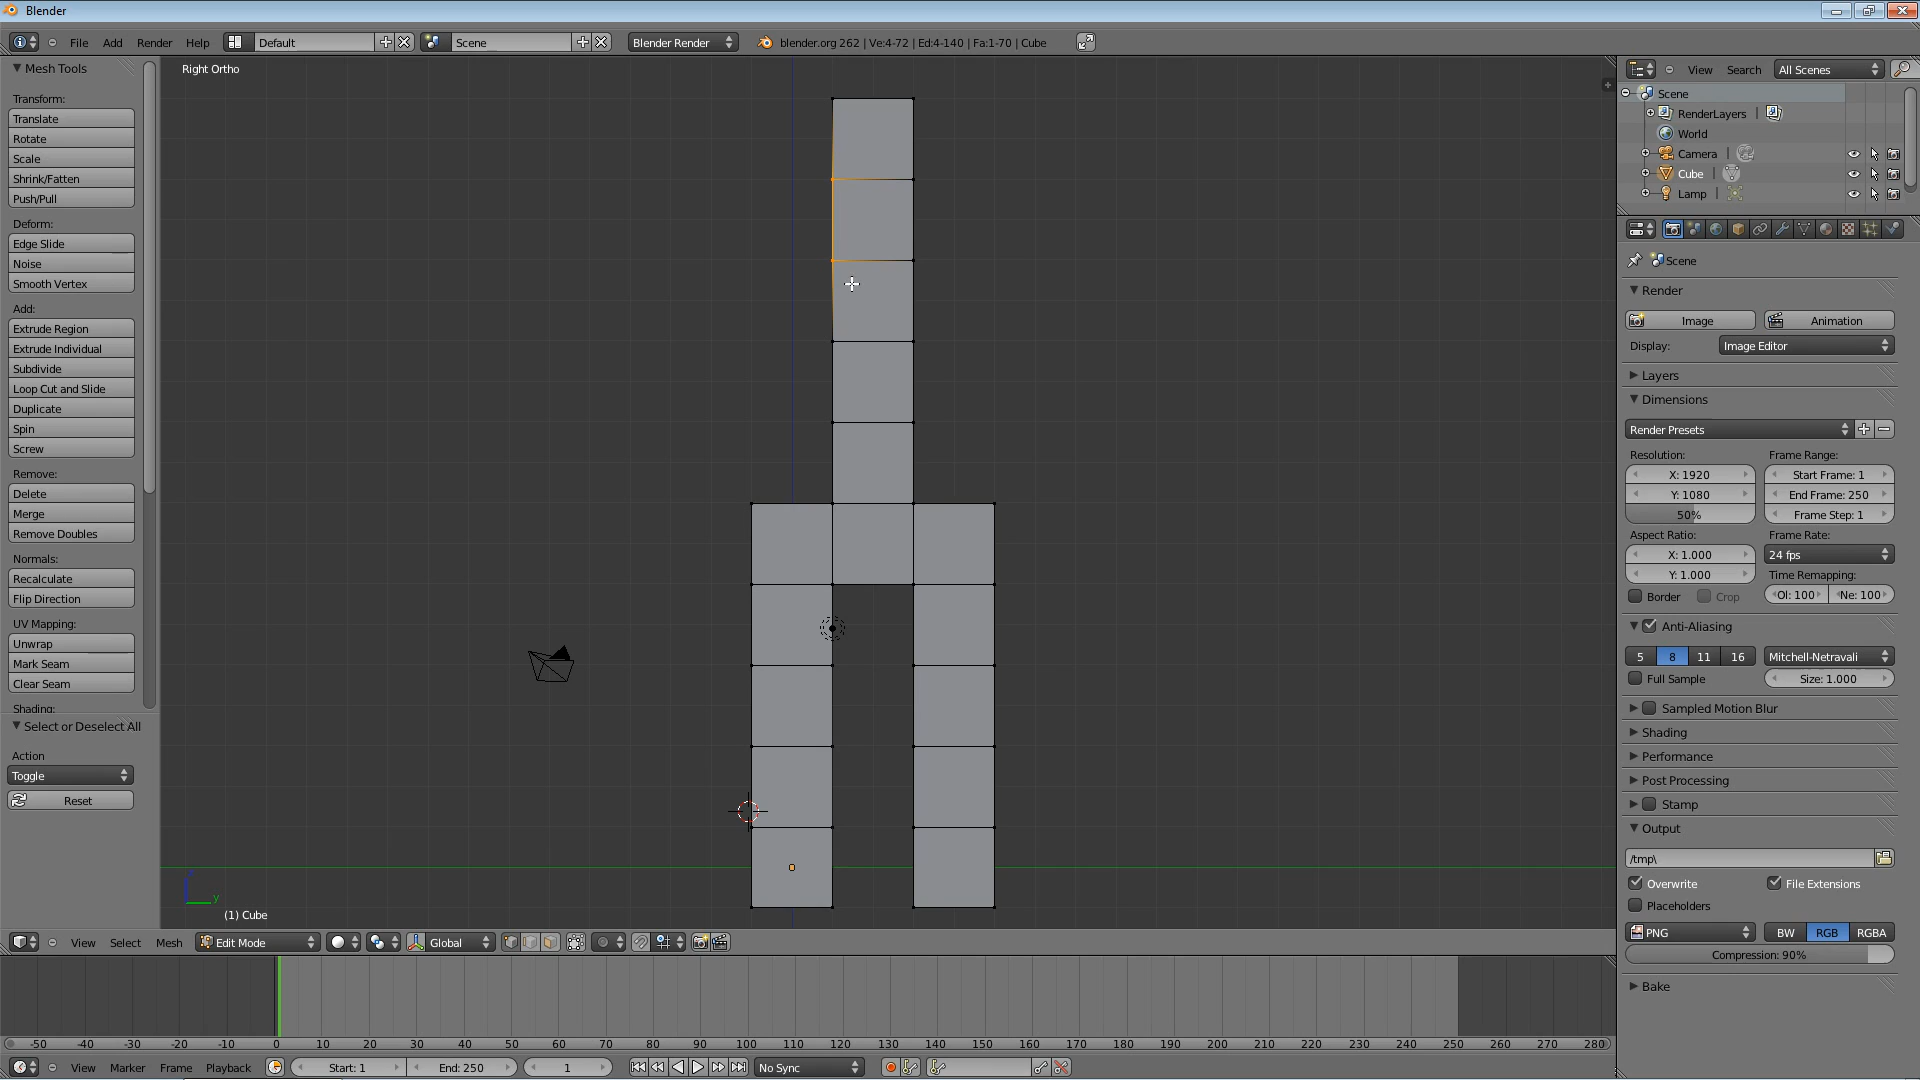 Blender
File Add Render Help Default Scene Blender Render blender.org 262 | Ve:4-72 | Ed:4-140 | Fa:1-70 | Cube
Mesh Tools
Transform:
Translate
Rotate
Scale
Shrink/Fatten
Push/Pull
Deform:
Edge Slide
Noise
Smooth Vertex
Add:
Extrude Region
Extrude Individual
Subdivide
Loop Cut and Slide
Duplicate
Spin
Screw
Remove:
Delete
Merge
Remove Doubles
Normals:
Recalculate
Flip Direction
UV Mapping:
Unwrap
Mark Seam
Clear Seam
Shading:
Select or Deselect All
Action
Toggle
Reset
Right Ortho
y
(1) Cube
View Search All Scenes
Scene
RenderLayers |
World
Camera |
Cube |
Lamp |
Scene
Render
Image Animation
Display: Image Editor
Layers
Dimensions
Render Presets
Resolution: Frame Range:
X: 1920 Start Frame: 1
Y: 1080 End Frame: 250
50% Frame Step: 1
Aspect Ratio: Frame Rate:
X: 1.000 24 fps
Y: 1.000 Time Remapping:
Border Crop Ol: 100 Ne: 100
Anti-Aliasing
5 8 11 16 Mitchell-Netravali
Full Sample Size: 1.000
Sampled Motion Blur
Shading
Performance
Post Processing
Stamp
Output
/tmp\
Overwrite File Extensions
Placeholders
PNG BW RGB RGBA
Compression: 90%
Bake
View Select Mesh Edit Mode Global
-50 -40 -30 -20 -10 0 10 20 30 40 50 60 70 80 90 100 110 120 130 140 150 160 170 180 190 200 210 220 230 240 250 260 270 280
View Marker Frame Playback Start: 1 End: 250 1 No Sync